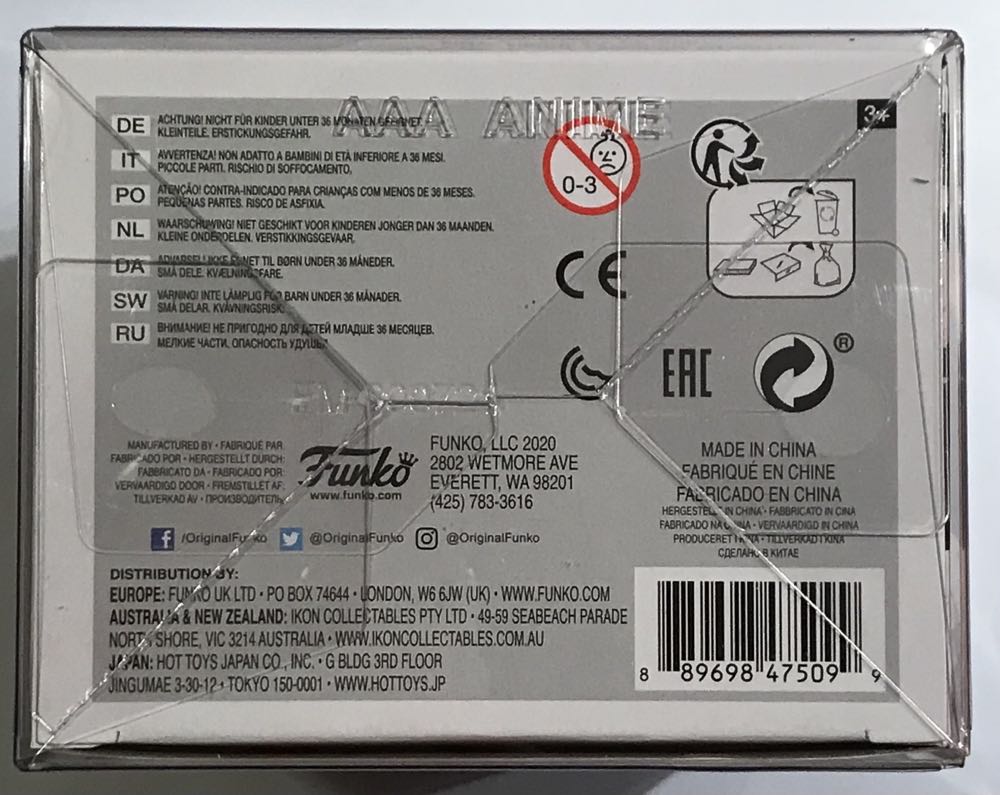 AAA ANIME
3+
DE ACHTUNG! NICHT FÜR KINDER UNTER 36 MONATEN GEEIGNET.
KLEINTEILE. ERSTICKUNGSGEFAHR.
IT AVVERTENZA! NON ADATTO A BAMBINI DI ETÀ INFERIORE A 36 MESI.
PICCOLE PARTI. RISCHIO DI SOFFOCAMENTO.
PO ATENÇÃO! CONTRA-INDICADO PARA CRIANÇAS COM MENOS DE 36 MESES.
PEQUENAS PARTES. RISCO DE ASFIXIA.
NL WAARSCHUWING! NIET GESCHIKT VOOR KINDEREN JONGER DAN 36 MAANDEN.
KLEINE ONDERDELEN. VERSTIKKINGSGEVAAR.
DA ADVARSEL! IKKE EGNET TIL BØRN UNDER 36 MÅNEDER.
SMÅ DELE. KVÆLNINGSFARE.
SW VARNING! INTE LÄMPLIG FÖR BARN UNDER 36 MÅNADER.
SMÅ DELAR. KVÄVNINGSRISK.
RU ВНИМАНИЕ! НЕ ПРИГОДНО ДЛЯ ДЕТЕЙ МЛАДШЕ 36 МЕСЯЦЕВ.
МЕЛКИЕ ЧАСТИ. ОПАСНОСТЬ УДУШЬЯ
0-3
CE
EAC
®
MANUFACTURED BY • FABRIQUÉ PAR
FABRICADO POR • HERGESTELLT DURCH:
FABBRICATO DA • FABRICADO POR:
VERVAARDIGD DOOR • FREMSTILLET AF:
TILLVERKAD AV • ПРОИЗВОДИТЕЛЬ:
Funko
www.funko.com
FUNKO, LLC 2020
2802 WETMORE AVE
EVERETT, WA 98201
(425) 783-3616
MADE IN CHINA
FABRIQUÉ EN CHINE
FABRICADO EN CHINA
HERGESTELLT IN CHINA • FABBRICATO IN CINA
FABRICADO NA CHINA • VERVAARDIGD IN CHINA
PRODUCERET I KINA • TILLVERKAD I KINA
СДЕЛАНО В КИТАЕ
f /OriginalFunko @OriginalFunko @OriginalFunko
DISTRIBUTION BY:
EUROPE: FUNKO UK LTD • PO BOX 74644 • LONDON, W6 6JW (UK) • WWW.FUNKO.COM
AUSTRALIA & NEW ZEALAND: IKON COLLECTABLES PTY LTD • 49-59 SEABEACH PARADE
NORTH SHORE, VIC 3214 AUSTRALIA • WWW.IKONCOLLECTABLES.COM.AU
JAPAN: HOT TOYS JAPAN CO., INC. • G BLDG 3RD FLOOR
JINGUMAE 3-30-12 • TOKYO 150-0001 • WWW.HOTTOYS.JP
8 89698 47509 9